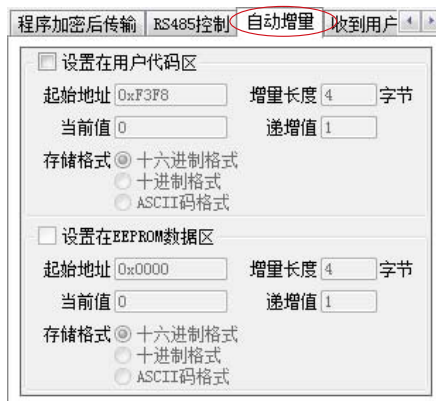 程序加密后传输 RS485控制 自动增量 收到用户
设置在用户代码区
起始地址 0xF3F8 增量长度 4 字节
当前值 0 递增值 1
存储格式 十六进制格式
十进制格式
ASCII码格式
设置在EEPROM数据区
起始地址 0x0000 增量长度 4 字节
当前值 0 递增值 1
存储格式 十六进制格式
十进制格式
ASCII码格式